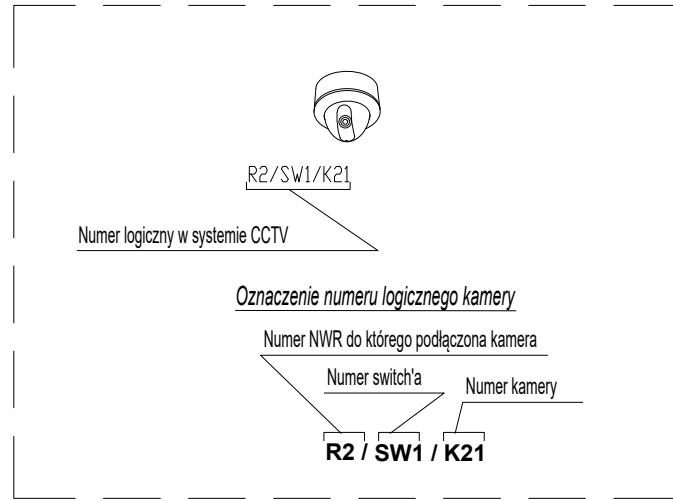 R2/SW1/K21
Numer logiczny w systemie CCTV
Oznaczenie numeru logicznego kamery
Numer NWR do którego podłączona kamera
Numer switch'a
Numer kamery
R2 / SW1 / K21